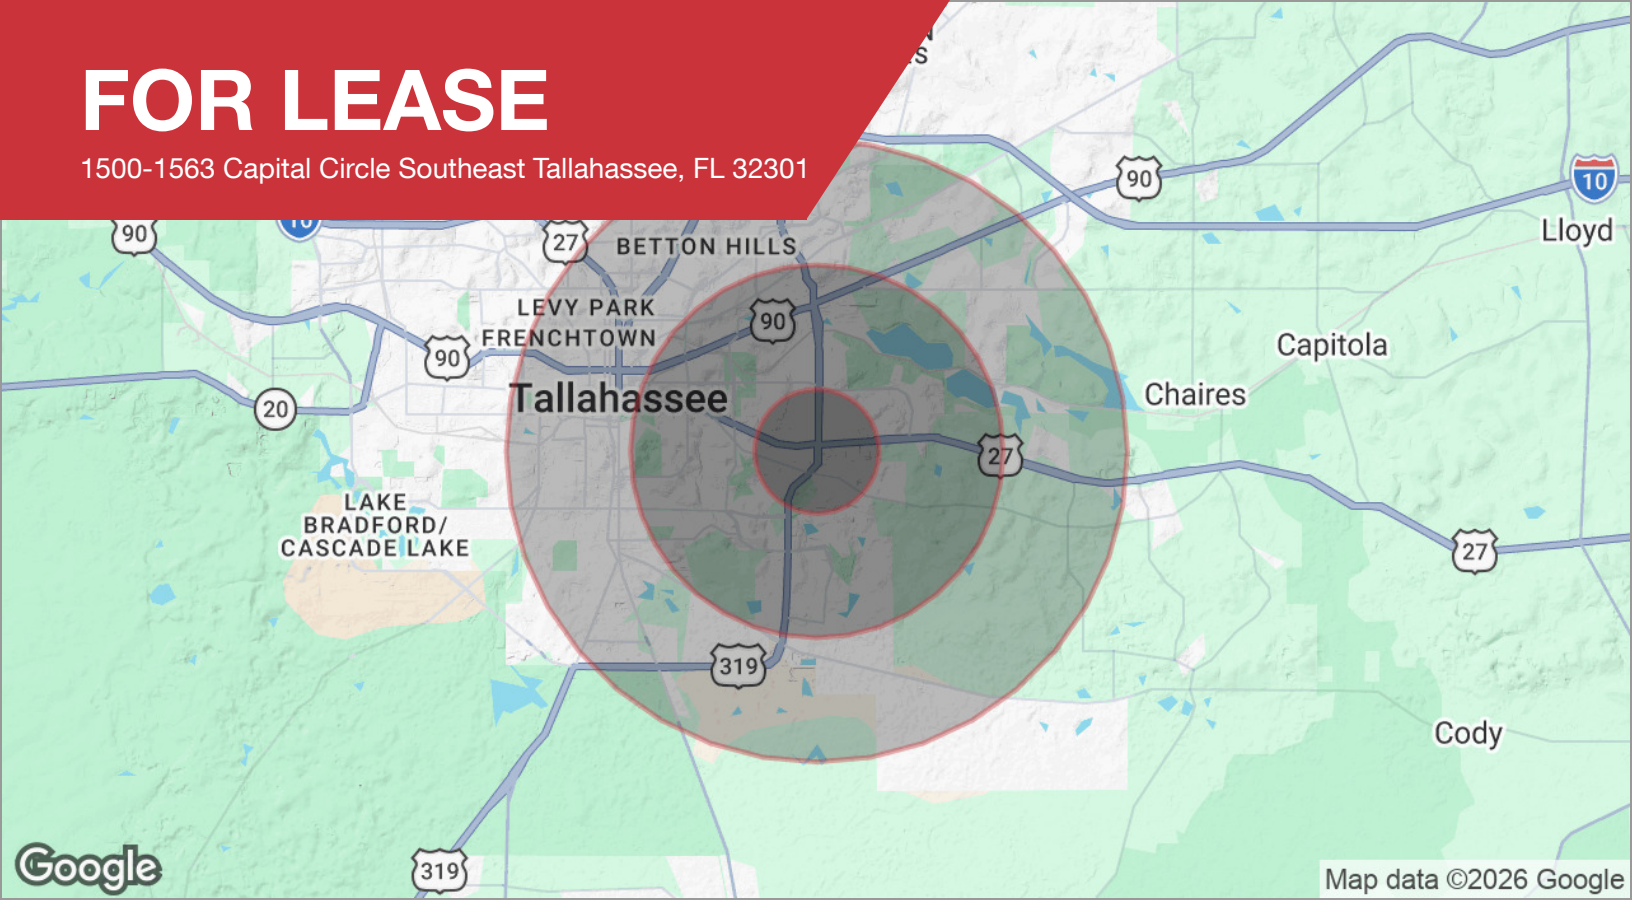 FOR LEASE
1500-1563 Capital Circle Southeast Tallahassee, FL 32301
90
10
Lloyd
90
10
27
BETTON HILLS
LEVY PARK
90
FRENCHTOWN
90
Capitola
Tallahassee
Chaires
20
27
LAKE
BRADFORD/
CASCADE LAKE
27
319
Cody
319
Google
Map data ©2026 Google